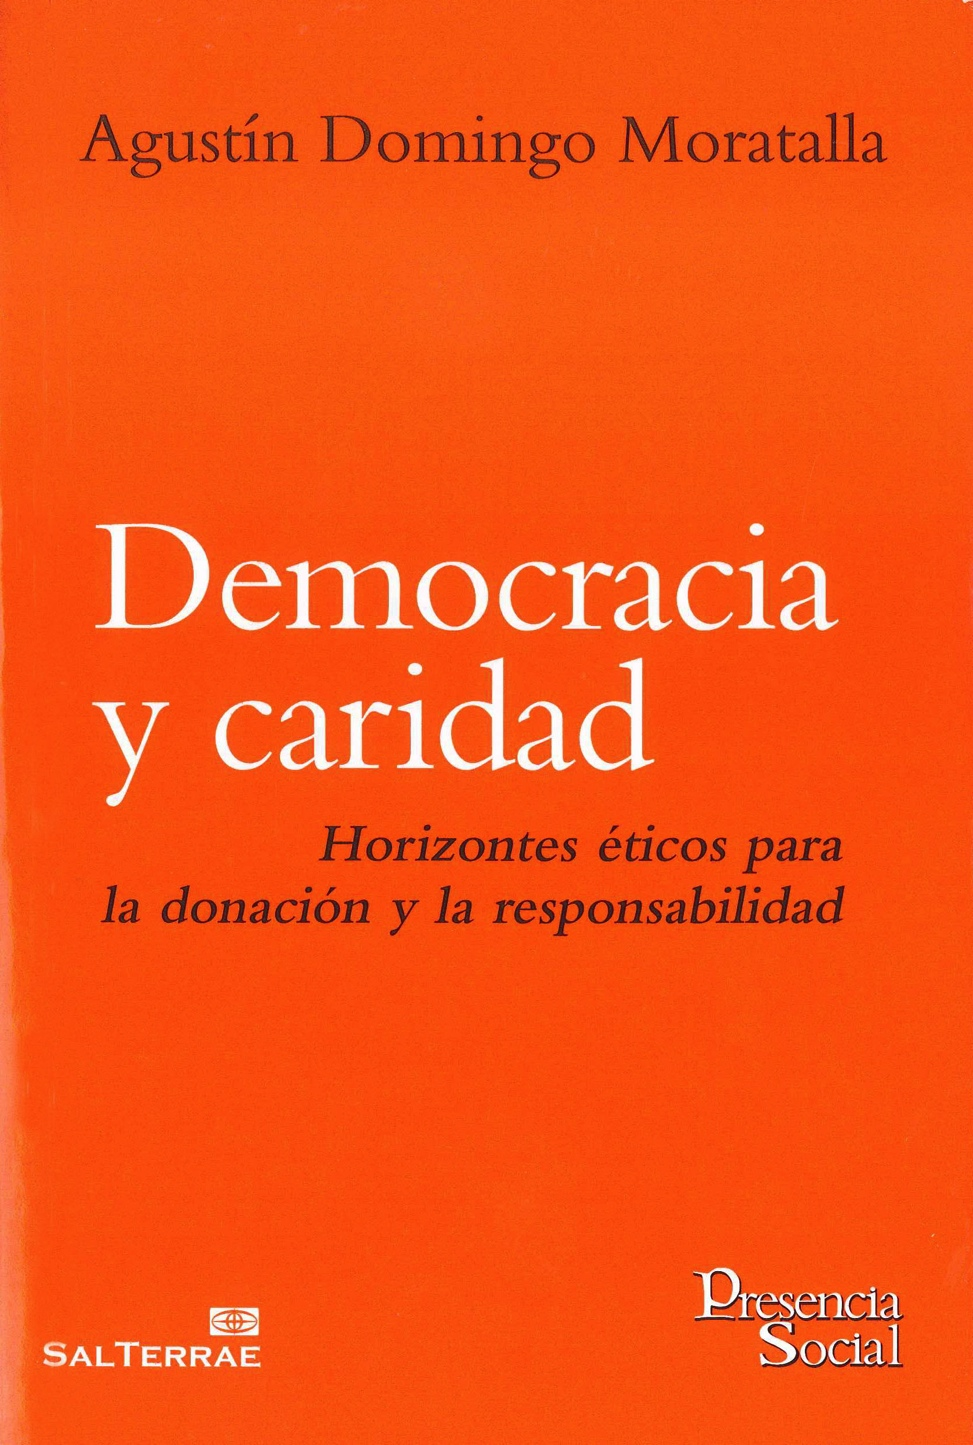 Agustín Domingo Moratalla
Democracia
y caridad
Horizontes éticos para
la donación y la responsabilidad
SALTERRAE
Presencia
Social